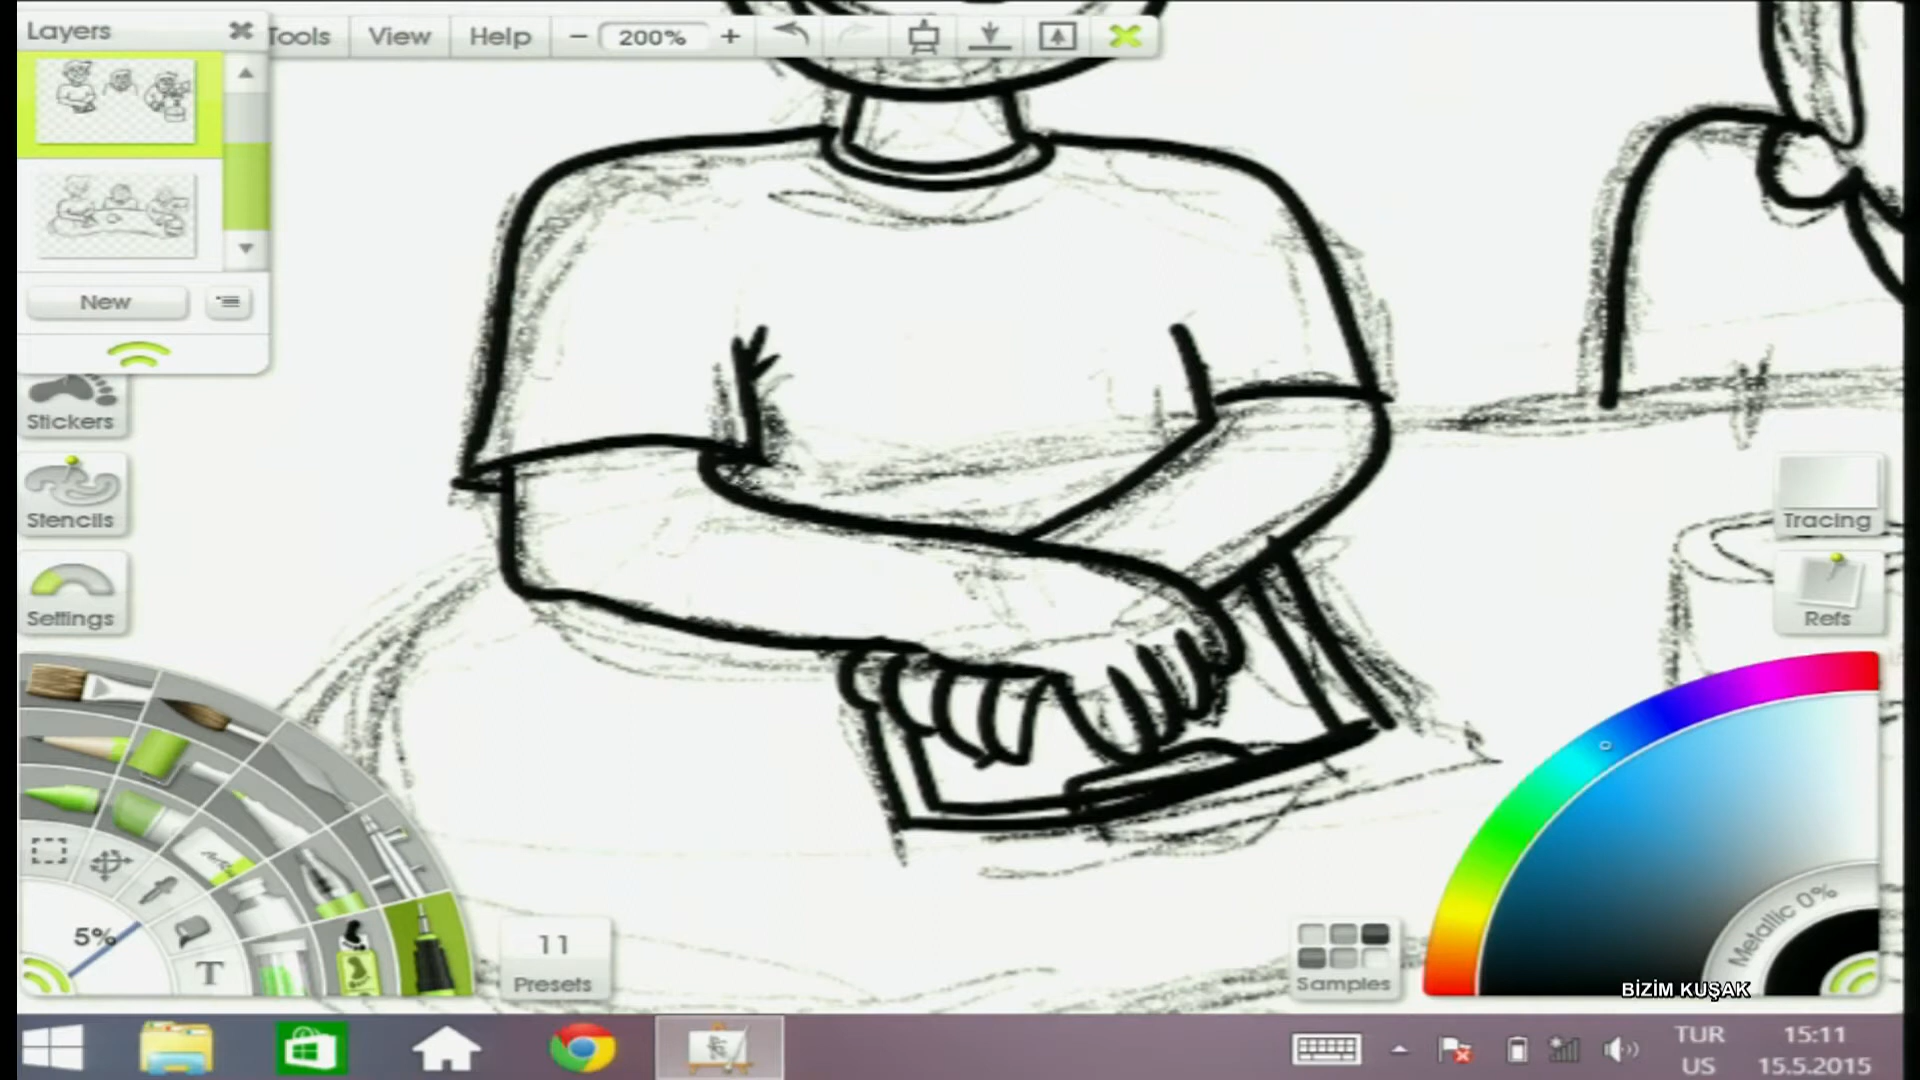 Layers
Tools
View
Help
200%
New
Stickers
Stencils
Settings
Tracing
Refs
5%
T
11
Presets
Samples
Metallic 0%
BİZİM KUŞAK
TUR
US
15:11
15.5.2015